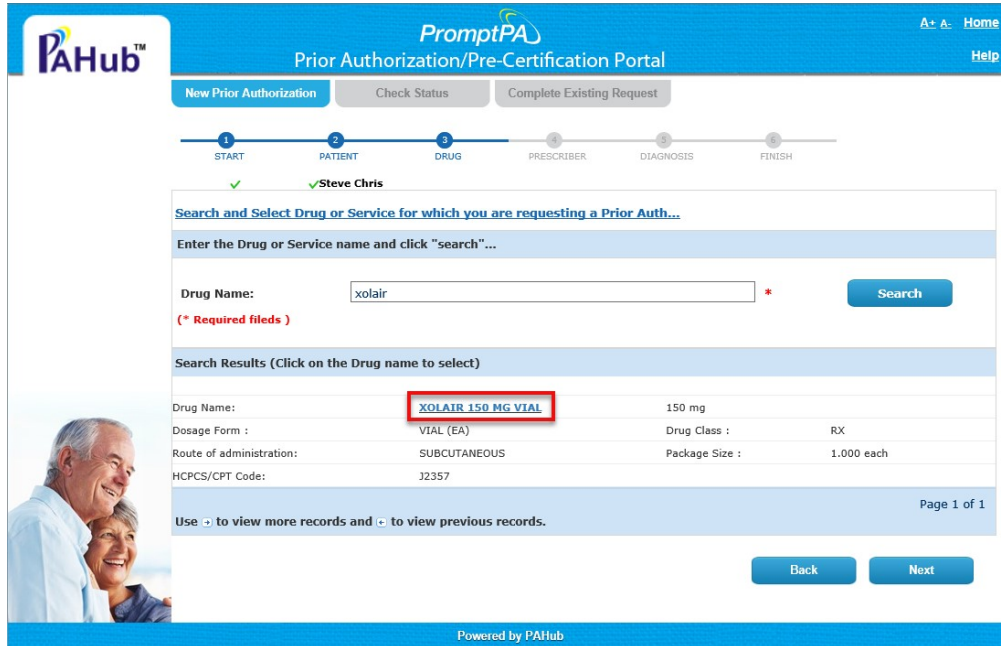 PAHub™
PromptPA
A+ A- Home
Prior Authorization/Pre-Certification Portal
Help
New Prior Authorization Check Status Complete Existing Request
1 2 3 4 5 6
START PATIENT DRUG PRESCRIBER DIAGNOSIS FINISH
Steve Chris
Search and Select Drug or Service for which you are requesting a Prior Auth...
Enter the Drug or Service name and click "search"...
Drug Name: xolair * Search
(* Required fileds )
Search Results (Click on the Drug name to select)
Drug Name: XOLAIR 150 MG VIAL 150 mg
Dosage Form : VIAL (EA) Drug Class : RX
Route of administration: SUBCUTANEOUS Package Size : 1.000 each
HCPCS/CPT Code: J2357
Page 1 of 1
Use to view more records and to view previous records.
Back Next
Powered by PAHub